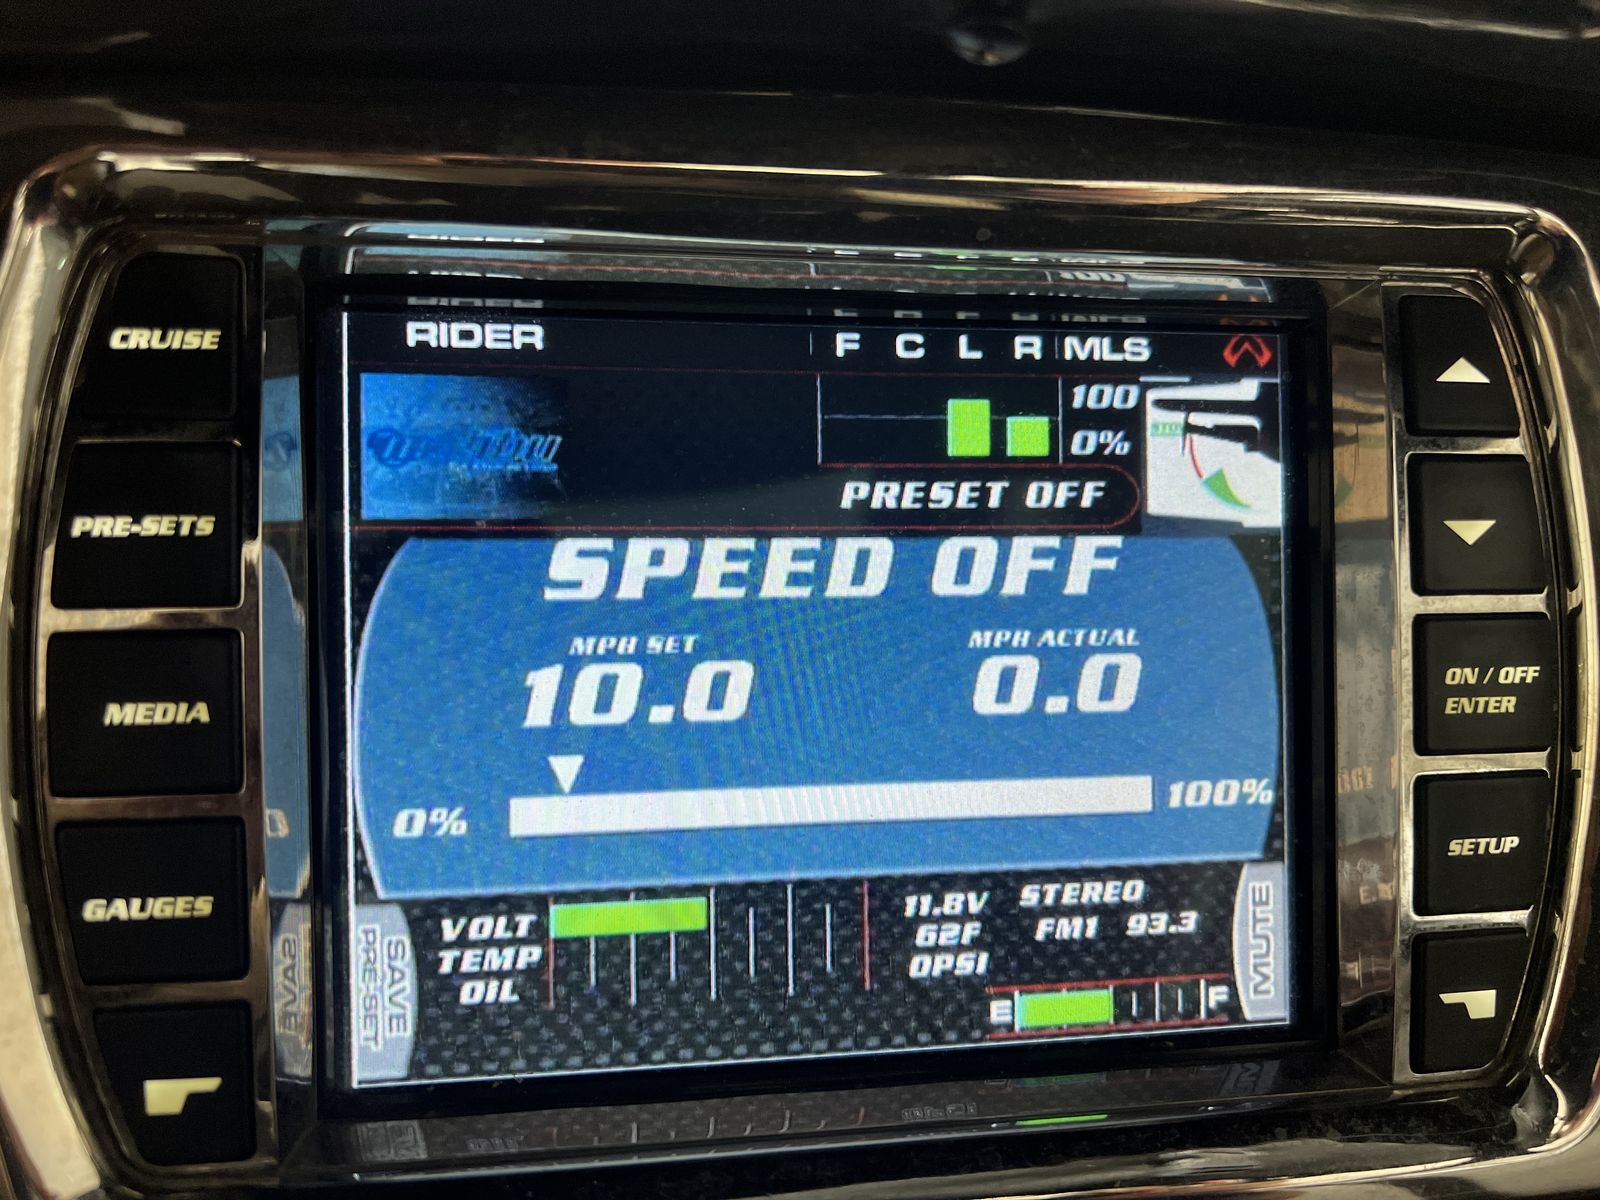 CRUISE
PRE-SETS
MEDIA
GAUGES
RIDER
F C L R MLS
100
0%
PRESET OFF
SPEED OFF
MPH SET
10.0
MPH ACTUAL
0.0
0%
100%
SAVE
PRE-SET
VOLT
TEMP
OIL
11.8V
62F
0PSI
STEREO
FM1 93.3
E F
MUTE
ON / OFF
ENTER
SETUP